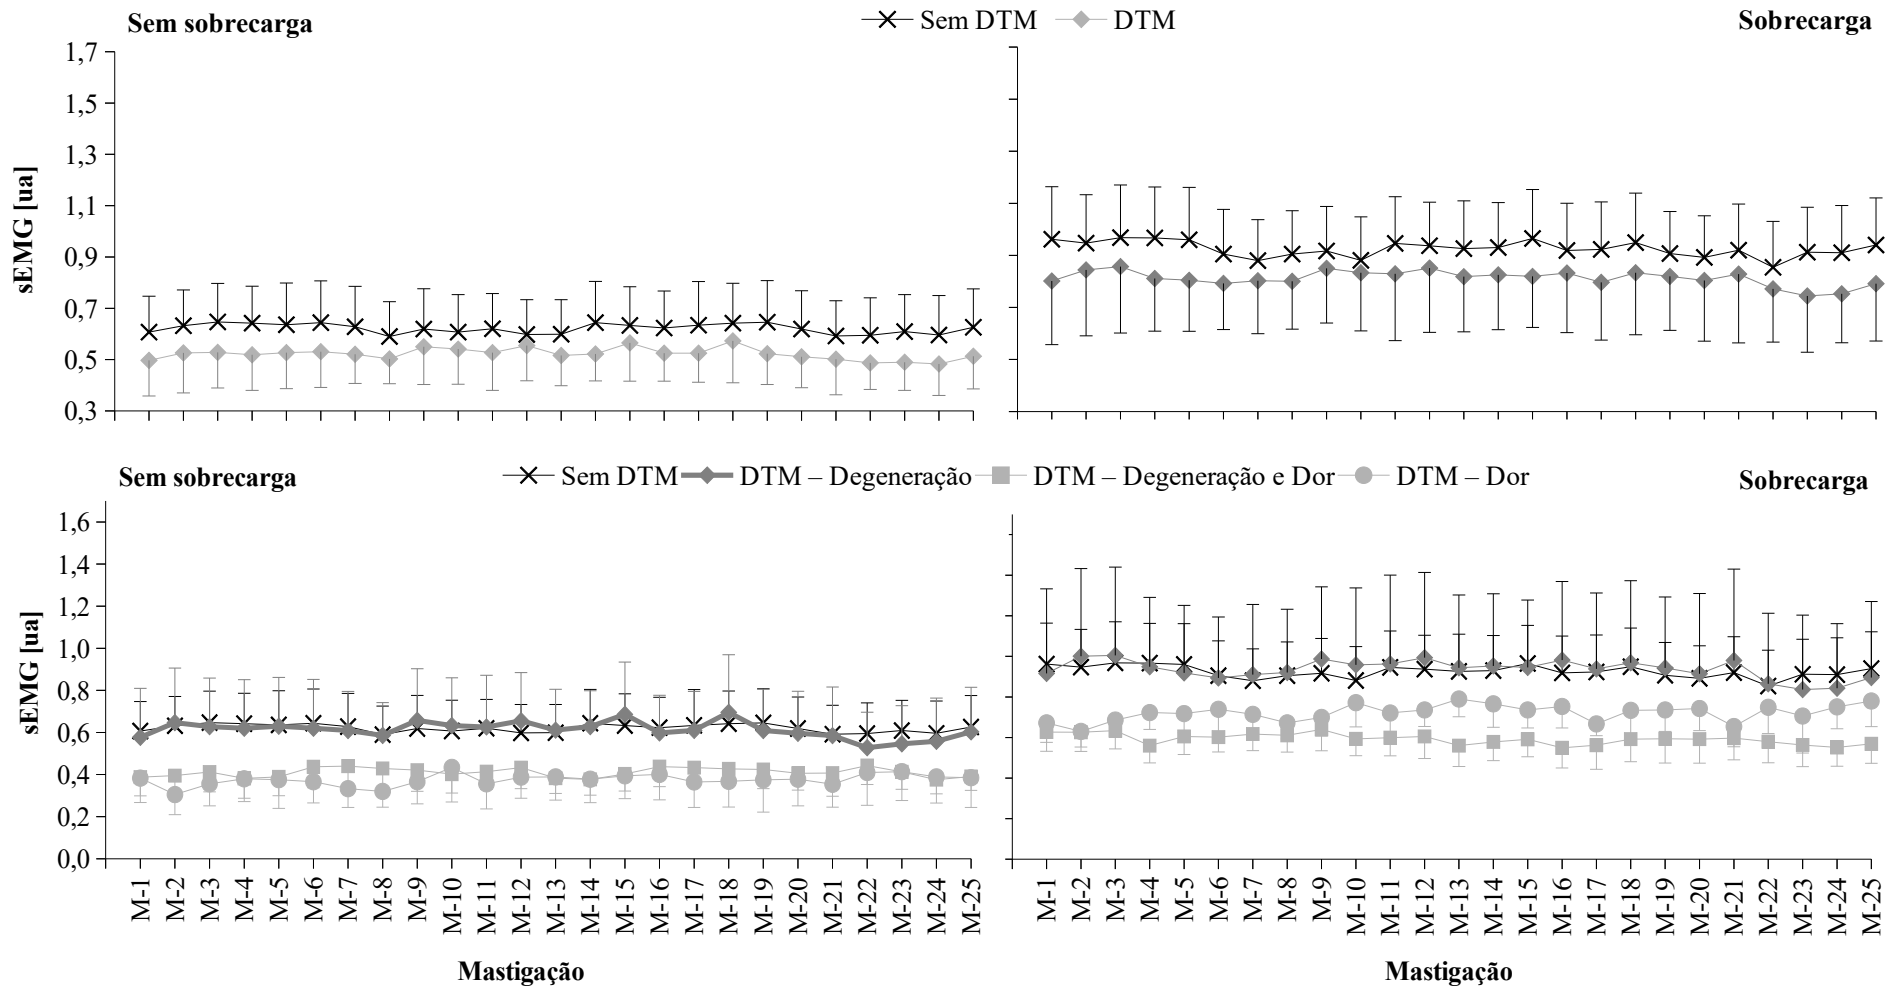 Sem sobrecarga
Sem DTM DTM
Sobrecarga
sEMG [ua]
1,7
1,5
1,3
1,1
0,9
0,7
0,5
0,3
Sem sobrecarga
Sem DTM DTM – Degeneração DTM – Degeneração e Dor DTM – Dor
Sobrecarga
sEMG [ua]
1,6
1,4
1,2
1,0
0,8
0,6
0,4
0,2
0,0
M-1
M-2
M-3
M-4
M-5
M-6
M-7
M-8
M-9
M-10
M-11
M-12
M-13
M-14
M-15
M-16
M-17
M-18
M-19
M-20
M-21
M-22
M-23
M-24
M-25
Mastigação
M-1
M-2
M-3
M-4
M-5
M-6
M-7
M-8
M-9
M-10
M-11
M-12
M-13
M-14
M-15
M-16
M-17
M-18
M-19
M-20
M-21
M-22
M-23
M-24
M-25
Mastigação